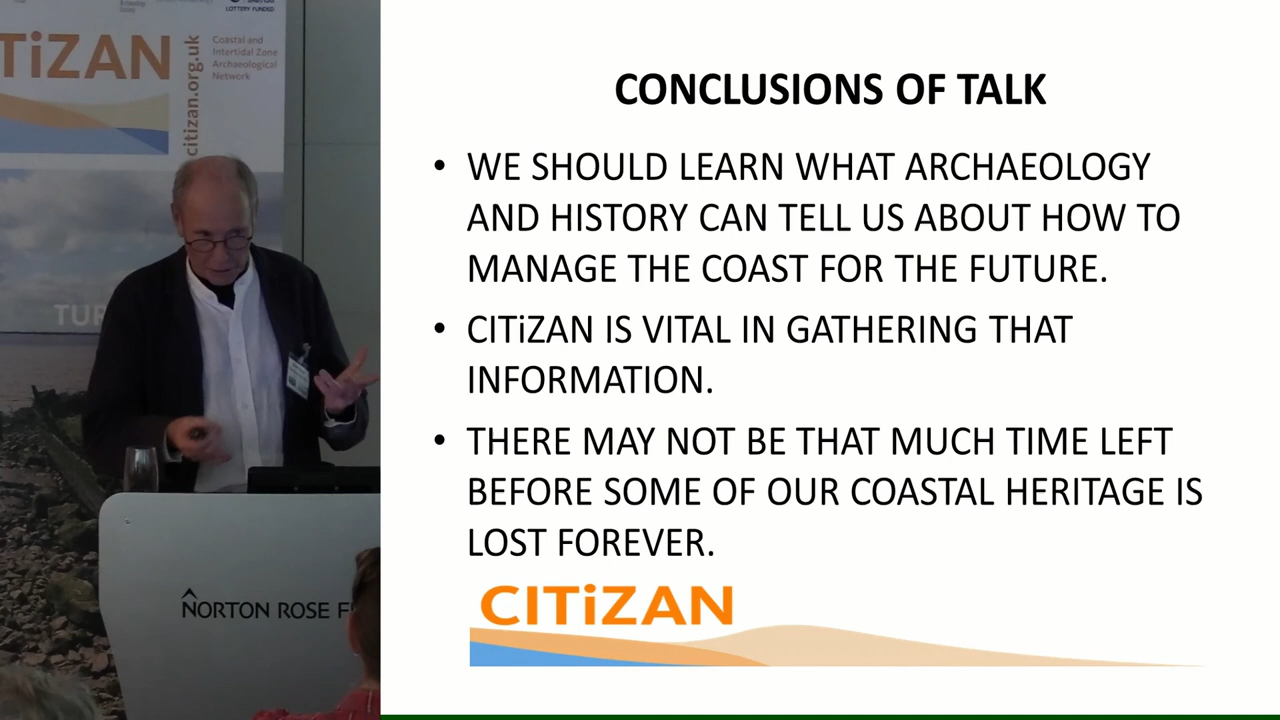 LOTTERY FUNDED
TiZAN
citizan.org.uk
Coastal and
Intertidal Zone
Archaeological
Network
TUR
NORTON ROSE F
CONCLUSIONS OF TALK
• WE SHOULD LEARN WHAT ARCHAEOLOGY
AND HISTORY CAN TELL US ABOUT HOW TO
MANAGE THE COAST FOR THE FUTURE.
• CITiZAN IS VITAL IN GATHERING THAT
INFORMATION.
• THERE MAY NOT BE THAT MUCH TIME LEFT
BEFORE SOME OF OUR COASTAL HERITAGE IS
LOST FOREVER.
CITiZAN